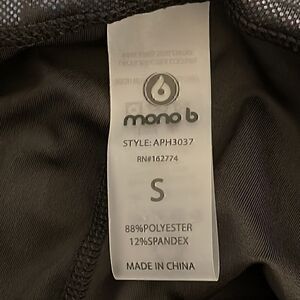 mono b
STYLE: APH3037
RN#162774
S
88%POLYESTER
12%SPANDEX
MADE IN CHINA